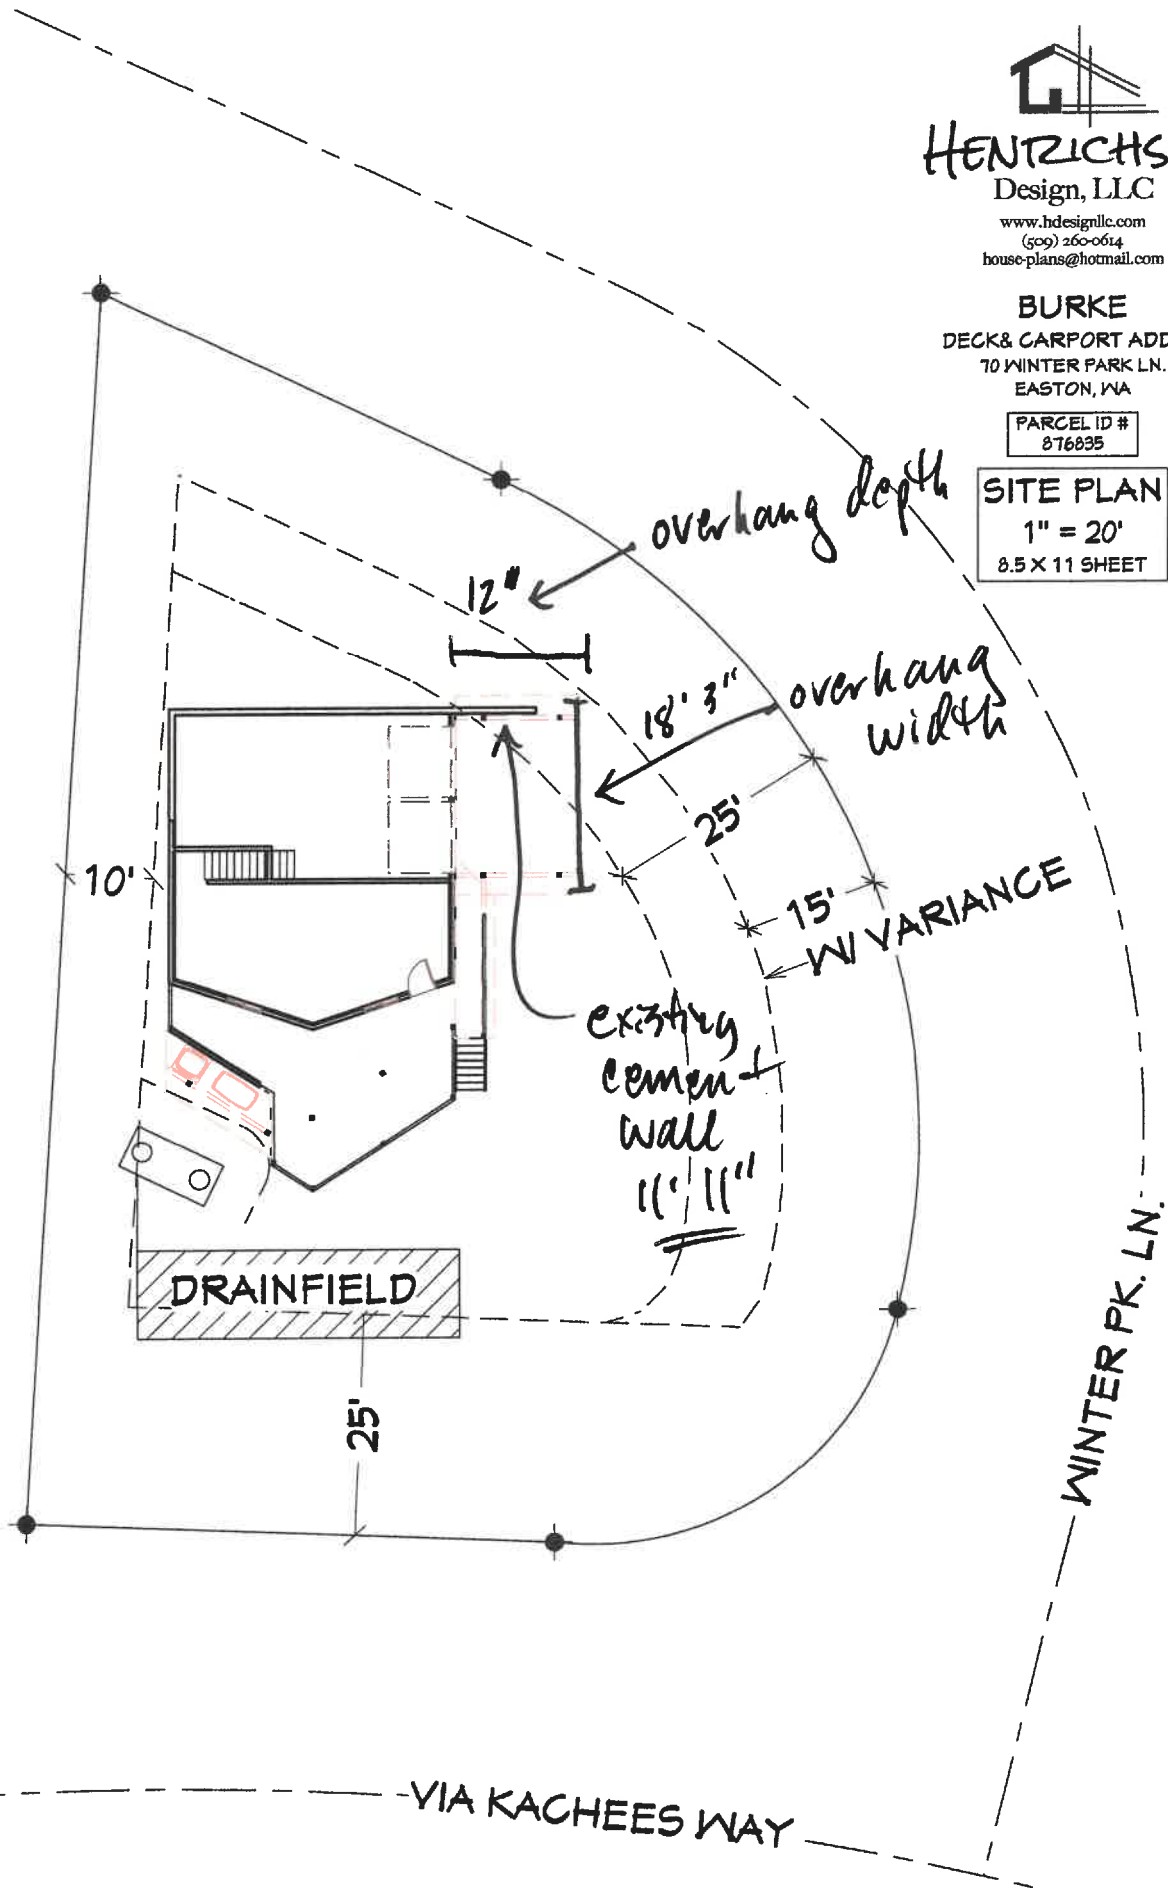 HENRICHS
Design, LLC
www.hdesignllc.com
(509) 260-0614
house-plans@hotmail.com
BURKE
DECK& CARPORT ADD
70 WINTER PARK LN.
EASTON, WA
PARCEL ID #
876835
SITE PLAN
1" = 20'
8.5 X 11 SHEET
overhang depth
12"
overhang
width
18' 3"
25'
10'
15'
W/ VARIANCE
existing
cement
wall
11' 11"
DRAINFIELD
25'
WINTER PK. LN.
VIA KACHEES WAY